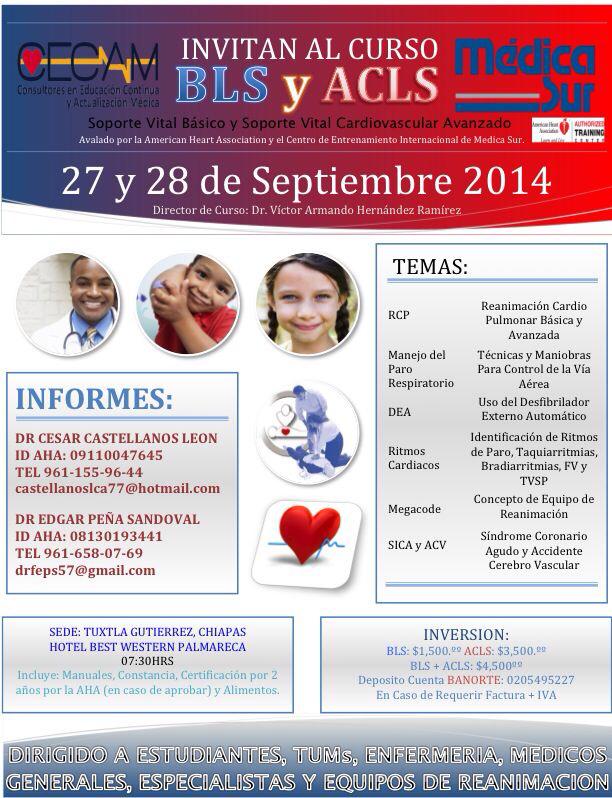 CECAM
Consultores en Educación Continua
y Actualización Médica
INVITAN AL CURSO
BLS y ACLS
Médica
Sur
Soporte Vital Básico y Soporte Vital Cardiovascular Avanzado
Avalado por la American Heart Association y el Centro de Entrenamiento Internacional de Medica Sur.
American Heart
Association
Learn and Live
AUTHORIZED
TRAINING
CENTER
27 y 28 de Septiembre 2014
Director de Curso: Dr. Víctor Armando Hernández Ramírez
TEMAS:
RCP
Reanimación Cardio
Pulmonar Básica y
Avanzada
Manejo del
Paro
Respiratorio
Técnicas y Maniobras
Para Control de la Vía
Aérea
DEA
Uso del Desfibrilador
Externo Automático
Ritmos
Cardiacos
Identificación de Ritmos
de Paro, Taquiarritmias,
Bradiarritmias, FV y
TVSP
Megacode
Concepto de Equipo de
Reanimación
SICA y ACV
Síndrome Coronario
Agudo y Accidente
Cerebro Vascular
INFORMES:
DR CESAR CASTELLANOS LEON
ID AHA: 09110047645
TEL 961-155-96-44
castellanoslca77@hotmail.com
DR EDGAR PEÑA SANDOVAL
ID AHA: 08130193441
TEL 961-658-07-69
drfeps57@gmail.com
SEDE: TUXTLA GUTIERREZ, CHIAPAS
HOTEL BEST WESTERN PALMARECA
07:30HRS
Incluye: Manuales, Constancia, Certificación por 2
años por la AHA (en caso de aprobar) y Alimentos.
INVERSION:
BLS: $1,500.ºº ACLS: $3,500.ºº
BLS + ACLS: $4,500ºº
Deposito Cuenta BANORTE: 0205495227
En Caso de Requerir Factura + IVA
DIRIGIDO A ESTUDIANTES, TUMs, ENFERMERIA, MEDICOS
GENERALES, ESPECIALISTAS Y EQUIPOS DE REANIMACION